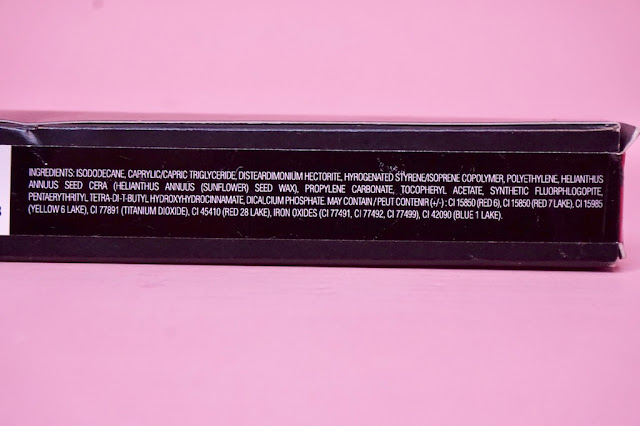 INGREDIENTS: ISODODECANE, CAPRYLIC/CAPRIC TRIGLYCERIDE, DISTEARDIMONIUM HECTORITE, HYROGENATED STYRENE/ISOPRENE COPOLYMER, POLYETHYLENE, HELIANTHUS
ANNUUS SEED CERA (HELIANTHUS ANNUUS (SUNFLOWER) SEED WAX), PROPYLENE CARBONATE, TOCOPHERYL ACETATE, SYNTHETIC FLUORPHLOGOPITE,
PENTAERYTHRITYL TETRA-DI-T-BUTYL HYDROXYHYDROCINNAMATE, DICALCIUM PHOSPHATE. MAY CONTAIN / PEUT CONTENIR (+/-) : CI 15850 (RED 6), CI 15850 (RED 7 LAKE), CI 15985
(YELLOW 6 LAKE), CI 77891 (TITANIUM DIOXIDE), CI 45410 (RED 28 LAKE), IRON OXIDES (CI 77491, CI 77492, CI 77499), CI 42090 (BLUE 1 LAKE).